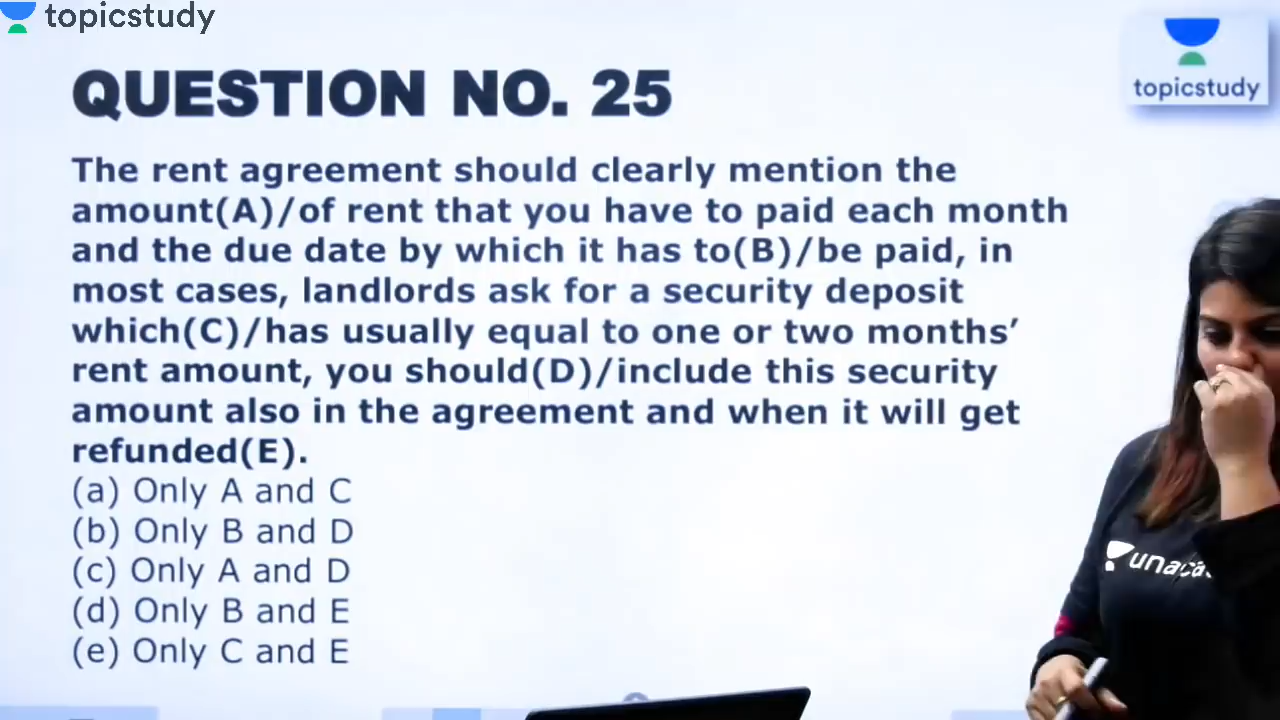 topicstudy
topicstudy
QUESTION NO. 25
The rent agreement should clearly mention the
amount(A)/of rent that you have to paid each month
and the due date by which it has to(B)/be paid, in
most cases, landlords ask for a security deposit
which(C)/has usually equal to one or two months’
rent amount, you should(D)/include this security
amount also in the agreement and when it will get
refunded(E).
(a) Only A and C
(b) Only B and D
(c) Only A and D
(d) Only B and E
(e) Only C and E